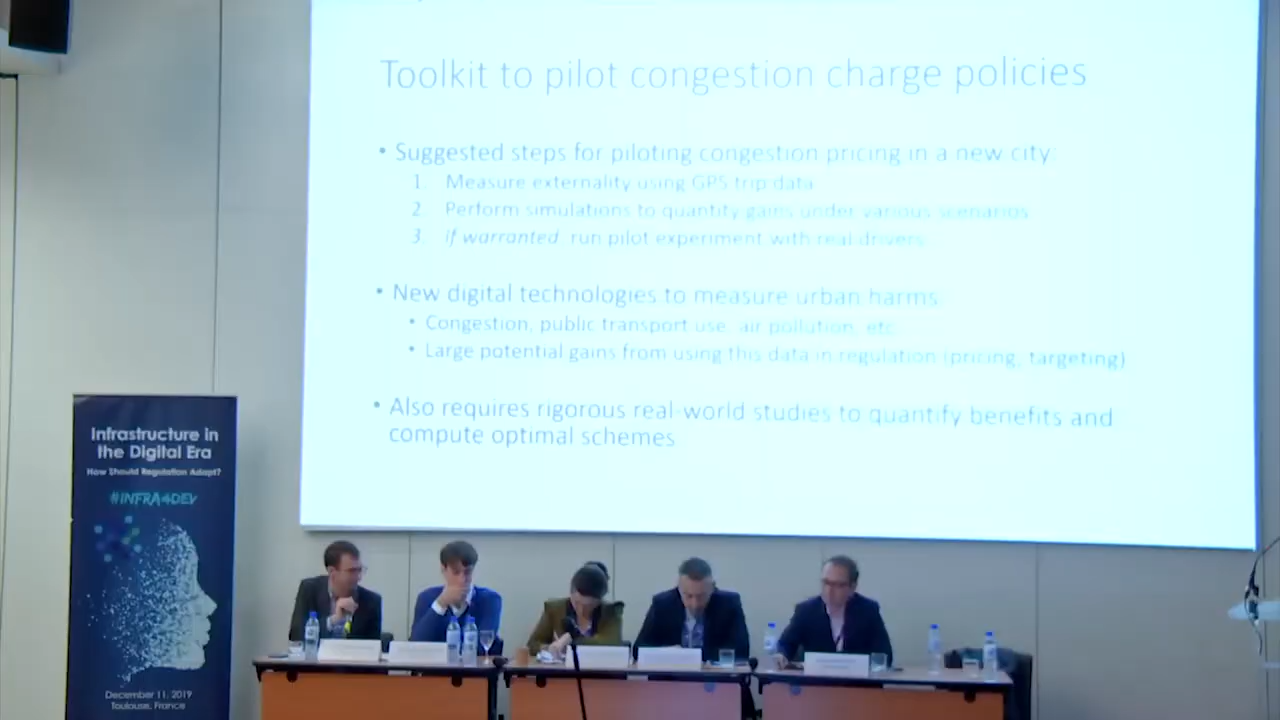 Toolkit to pilot congestion charge policies
• Suggested steps for piloting congestion pricing in a new city:
1. Measure externality using GPS trip data
2. Perform simulations to quantity gains under various scenarios
3. If warranted run pilot experiment with real drivers
• New digital technologies to measure urban harms
• Congestion, public transport use, air pollution, etc
• Large potential gains from using this data in regulation (pricing, targeting)
• Also requires rigorous real-world studies to quantify benefits and
compute optimal schemes
Infrastructure in
the Digital Era
How Should Regulation Adapt?
#INFRA4DEV
December 11, 2019
Toulouse, France